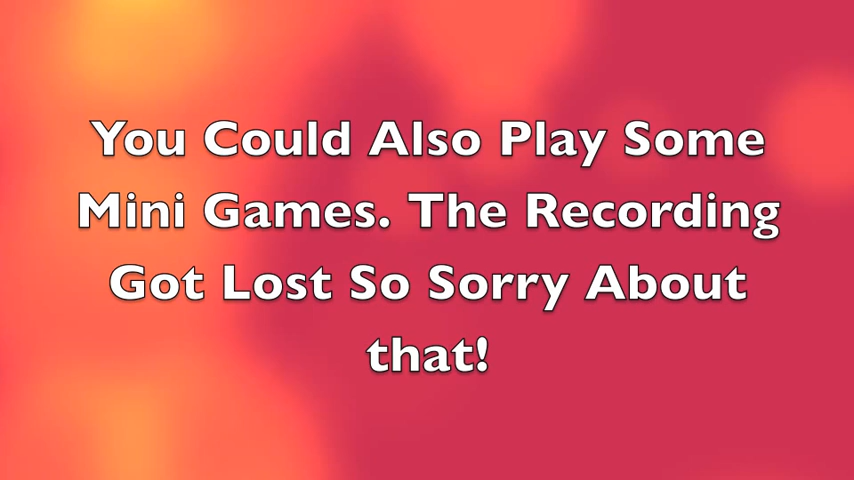 You Could Also Play Some
Mini Games. The Recording
Got Lost So Sorry About
that!